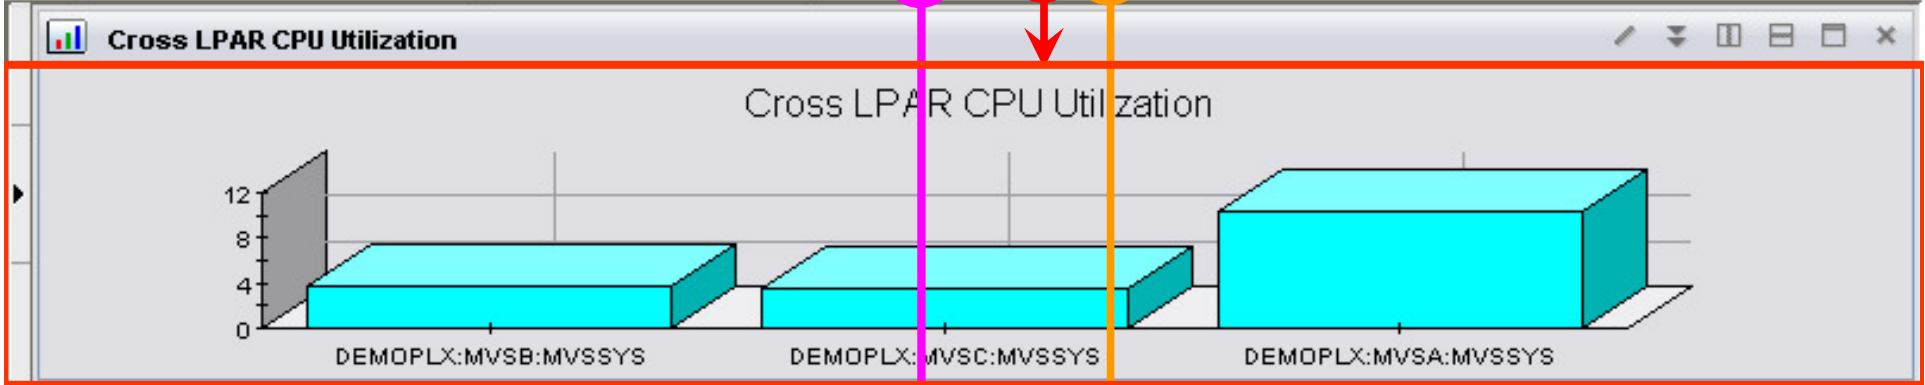 Cross LPAR CPU Utilization
Cross LPAR CPU Utilization
12
8
4
0
DEMOPLX:MVSB:MVSSYS DEMOPLX:MVSC:MVSSYS DEMOPLX:MVSA:MVSSYS